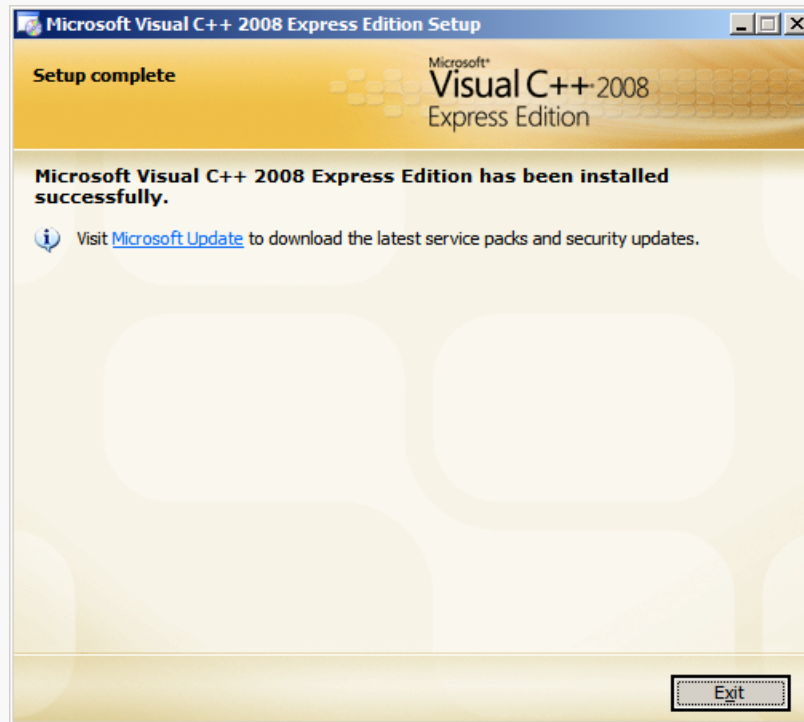 Microsoft Visual C++ 2008 Express Edition Setup
Setup complete
Microsoft®
Visual C++ 2008
Express Edition
Microsoft Visual C++ 2008 Express Edition has been installed
successfully.
Visit Microsoft Update to download the latest service packs and security updates.
Exit